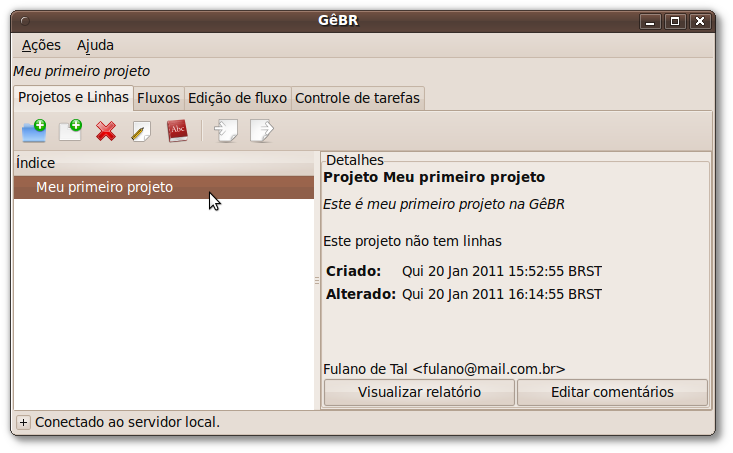 GêBR
Ações Ajuda
Meu primeiro projeto
Projetos e Linhas Fluxos Edição de fluxo Controle de tarefas
Abc
Índice
Meu primeiro projeto
Detalhes
Projeto Meu primeiro projeto
Este é meu primeiro projeto na GêBR
Este projeto não tem linhas
Criado: Qui 20 Jan 2011 15:52:55 BRST
Alterado: Qui 20 Jan 2011 16:14:55 BRST
Fulano de Tal <fulano@mail.com.br>
Visualizar relatório Editar comentários
Conectado ao servidor local.